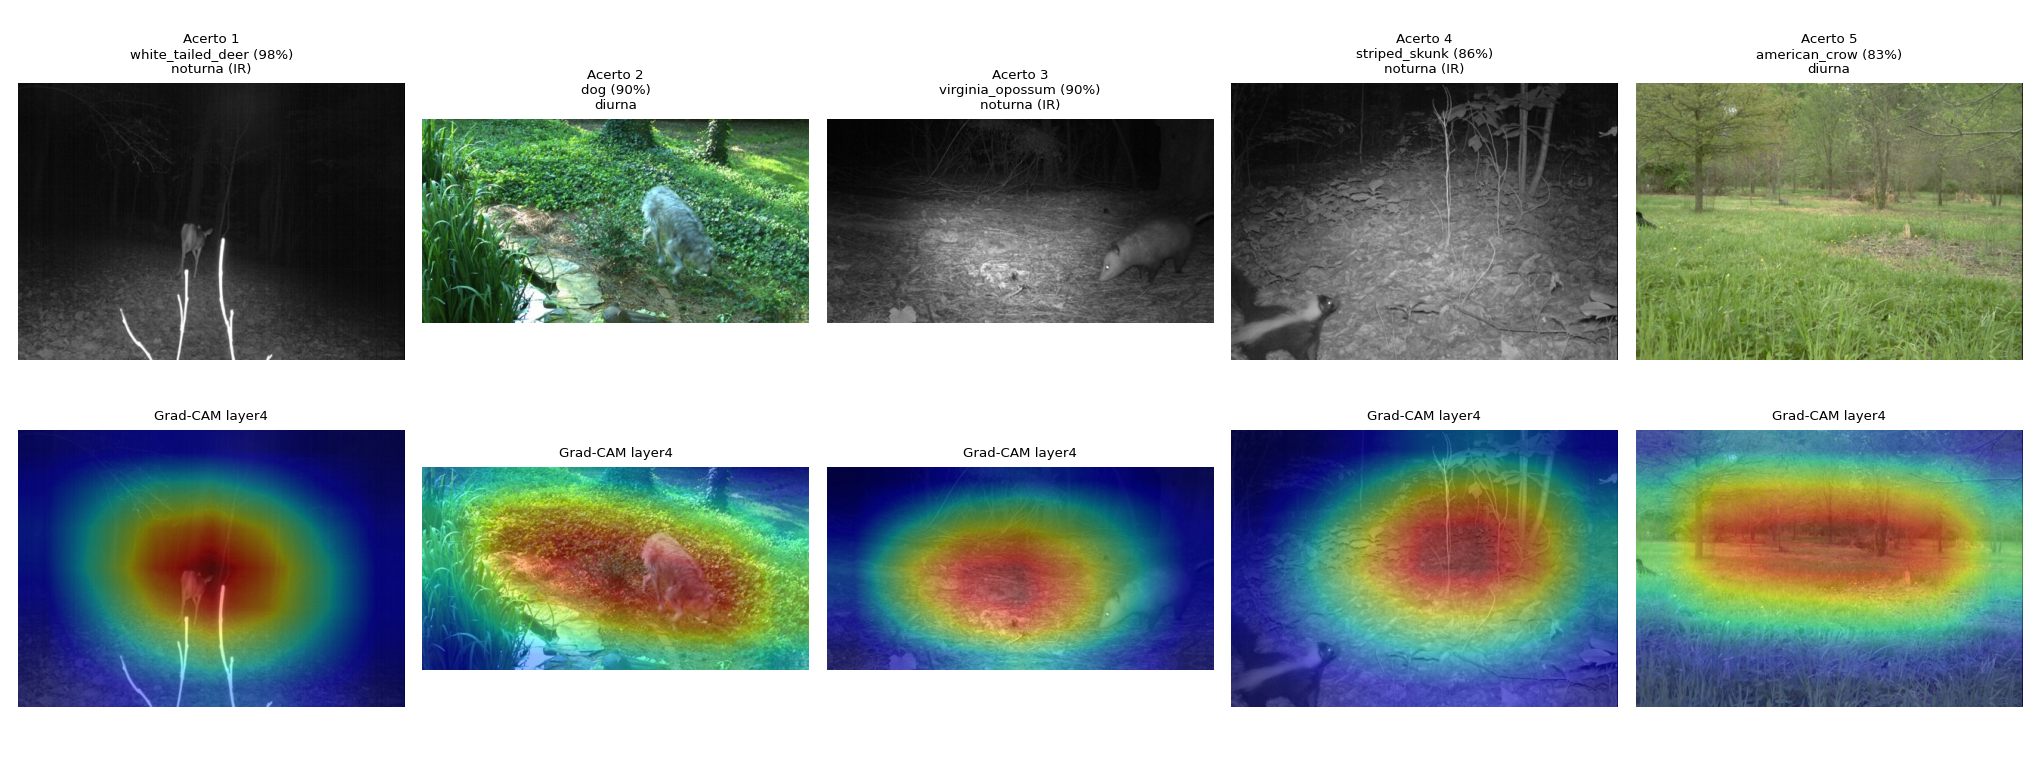 Acerto 1
white_tailed_deer (98%)
noturna (IR)
Acerto 2
dog (90%)
diurna
Acerto 3
virginia_opossum (90%)
noturna (IR)
Acerto 4
striped_skunk (86%)
noturna (IR)
Acerto 5
american_crow (83%)
diurna
Grad-CAM layer4
Grad-CAM layer4
Grad-CAM layer4
Grad-CAM layer4
Grad-CAM layer4